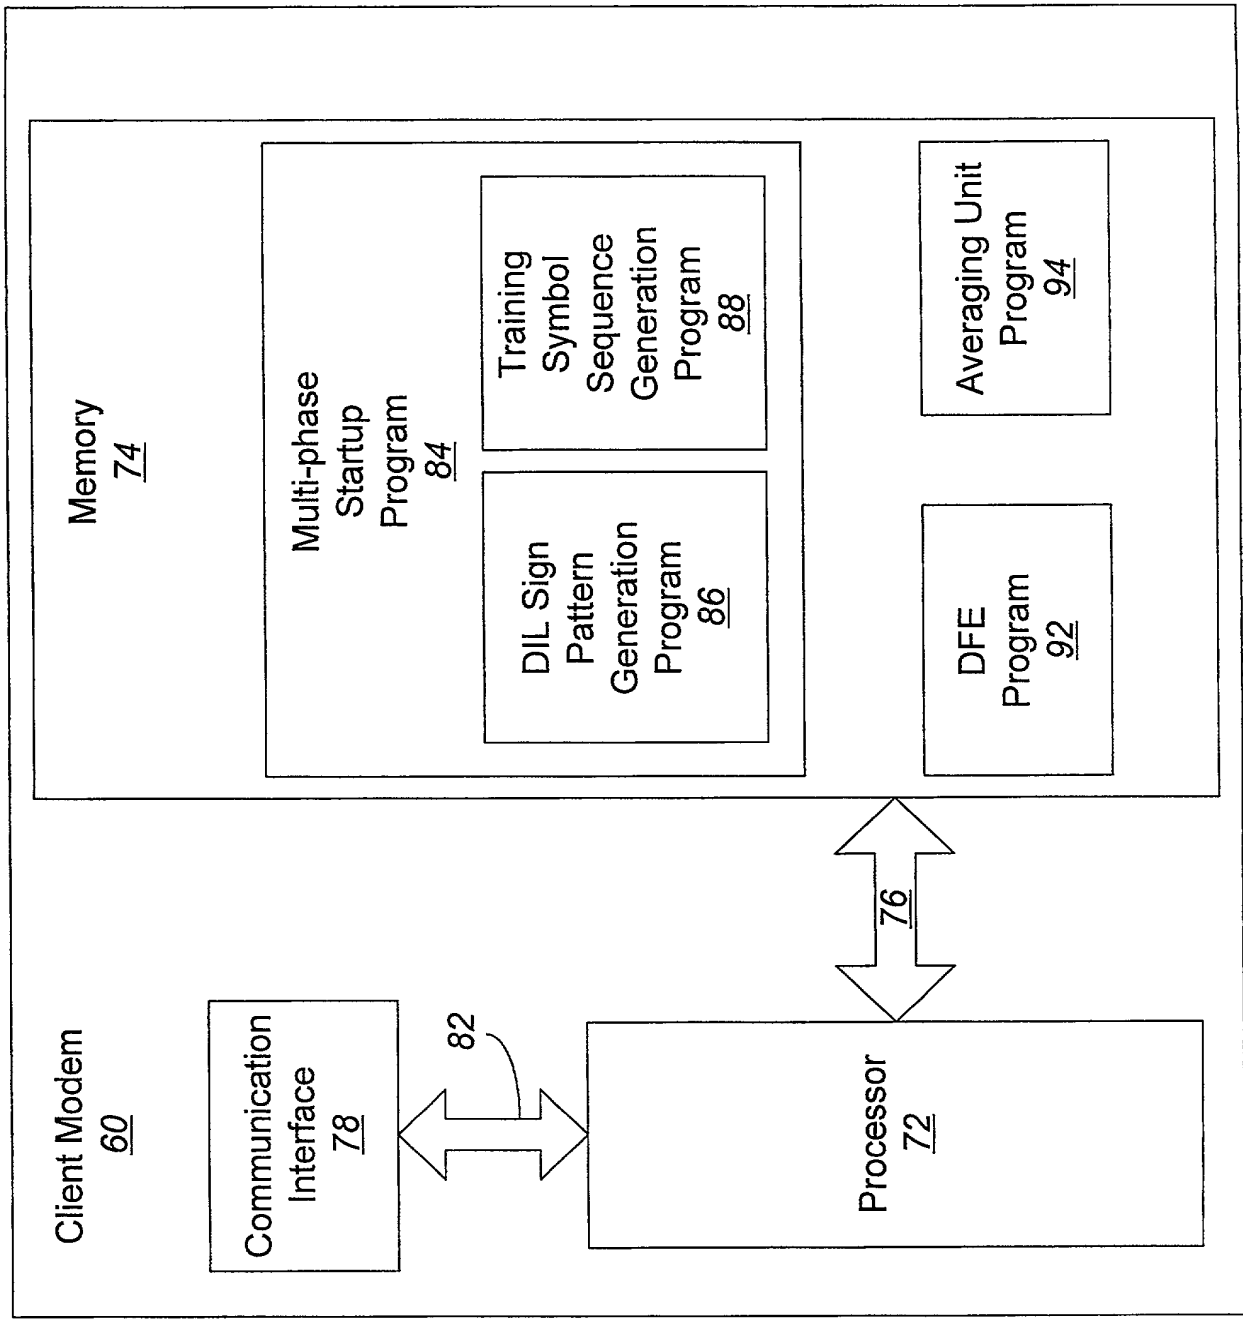 Client Modem
60
Communication
Interface
78
82
Processor
72
76
Memory
74
Multi-phase
Startup
Program
84
DIL Sign
Pattern
Generation
Program
86
Training
Symbol
Sequence
Generation
Program
88
DFE
Program
92
Averaging Unit
Program
94